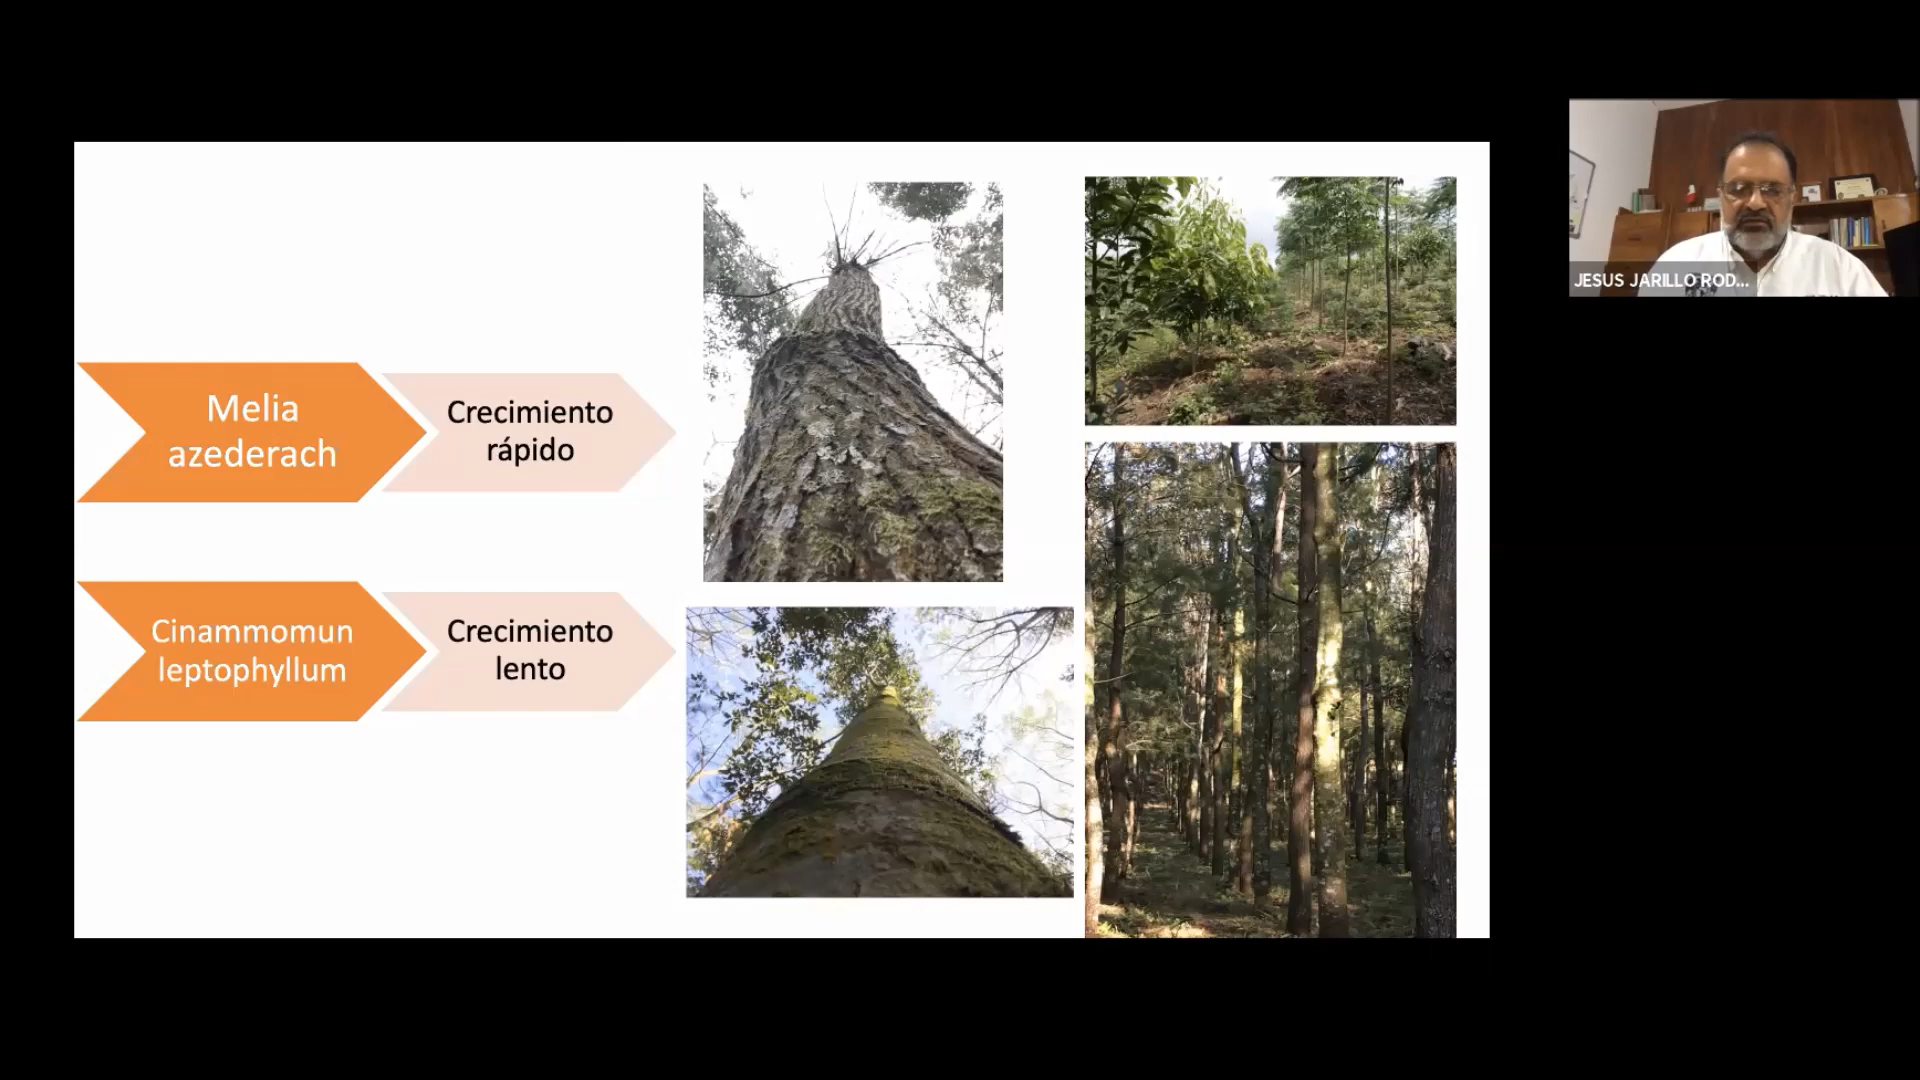 Melia
azederach
Crecimiento
rápido
Cinammomun
leptophyllum
Crecimiento
lento
JESUS JARILLO ROD...